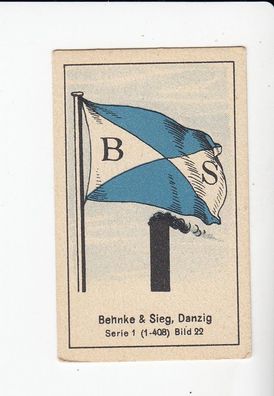 B
S
Behnke & Sieg, Danzig
Serie 1 (1-408) Bild 22